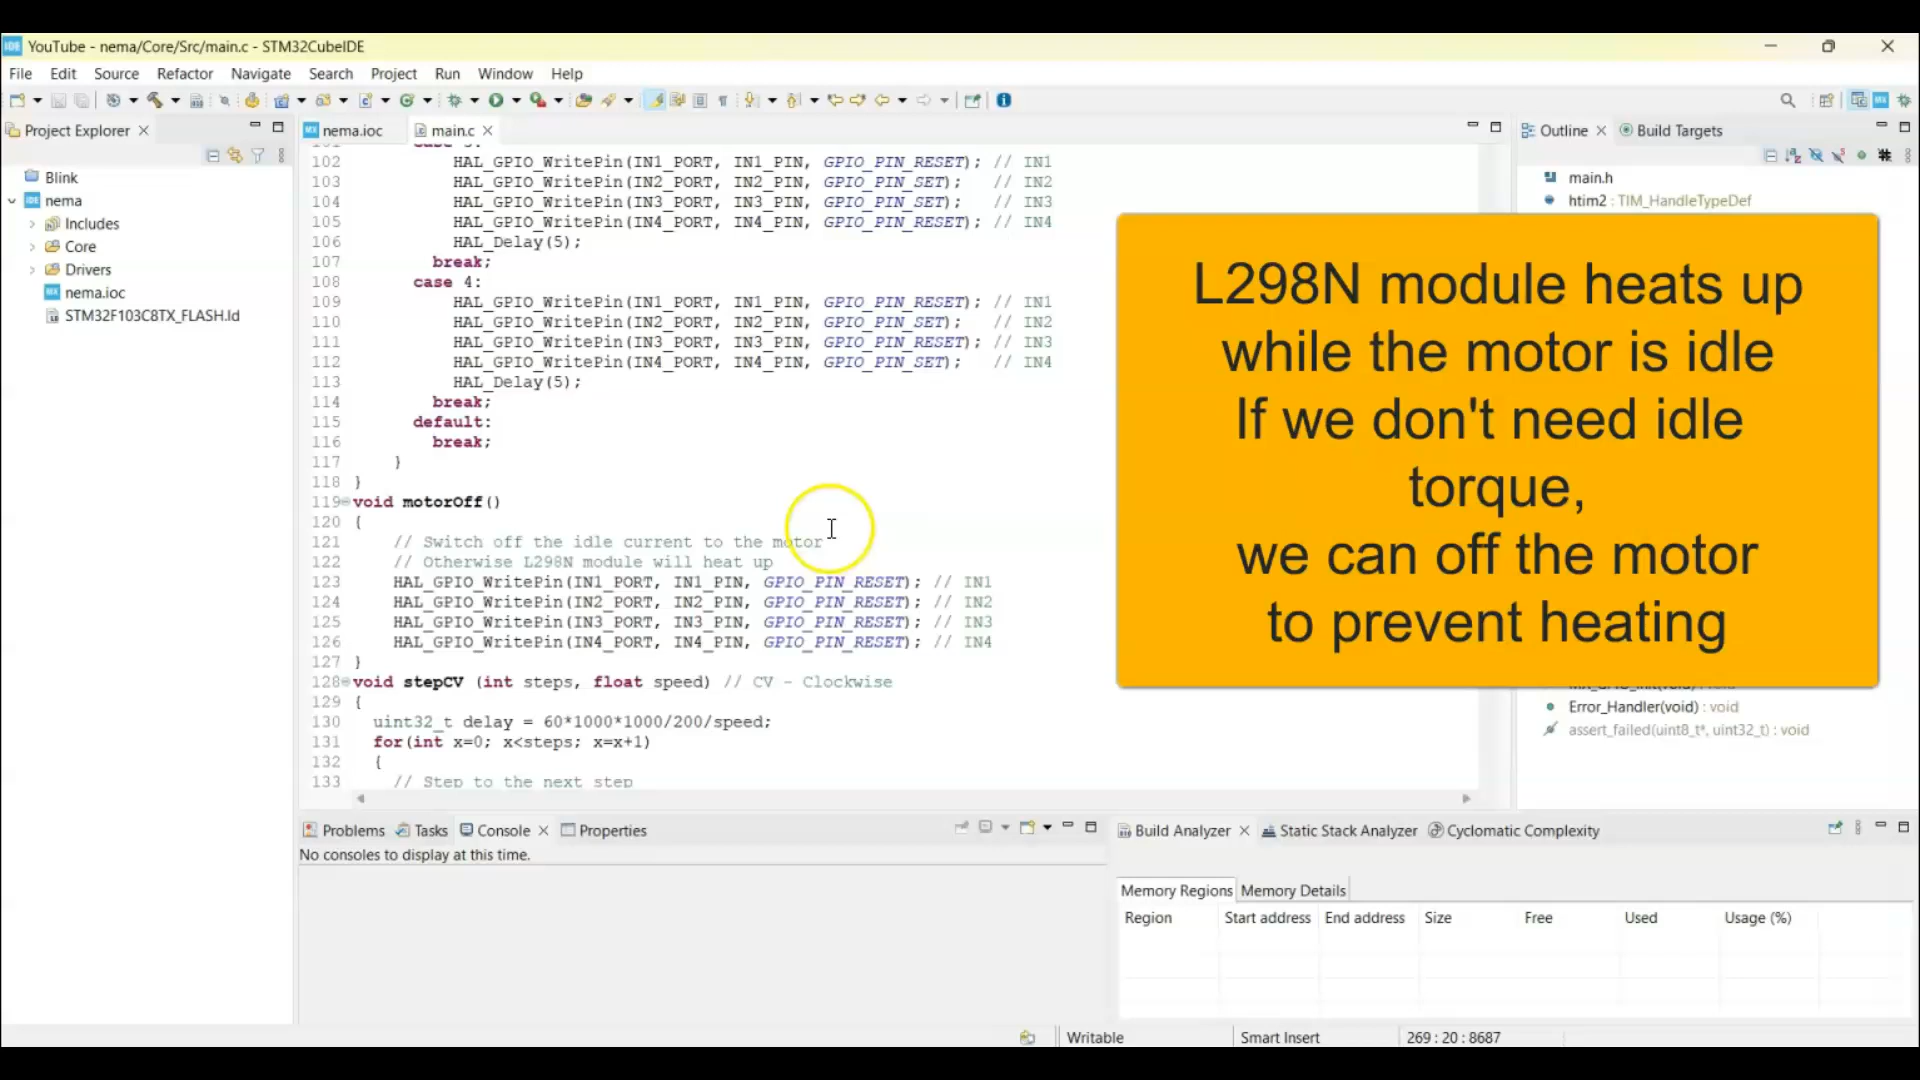 YouTube - nema/Core/Src/main.c - STM32CubeIDE
File Edit Source Refactor Navigate Search Project Run Window Help
Project Explorer
nema.ioc
main.c
Outline
Build Targets
Blink
nema
Includes
Core
Drivers
nema.ioc
STM32F103C8TX_FLASH.ld
102 HAL_GPIO_WritePin(IN1_PORT, IN1_PIN, GPIO_PIN_RESET); // IN1
103 HAL_GPIO_WritePin(IN2_PORT, IN2_PIN, GPIO_PIN_SET); // IN2
104 HAL_GPIO_WritePin(IN3_PORT, IN3_PIN, GPIO_PIN_SET); // IN3
105 HAL_GPIO_WritePin(IN4_PORT, IN4_PIN, GPIO_PIN_RESET); // IN4
106 HAL_Delay(5);
107 break;
108 case 4:
109 HAL_GPIO_WritePin(IN1_PORT, IN1_PIN, GPIO_PIN_RESET); // IN1
110 HAL_GPIO_WritePin(IN2_PORT, IN2_PIN, GPIO_PIN_SET); // IN2
111 HAL_GPIO_WritePin(IN3_PORT, IN3_PIN, GPIO_PIN_RESET); // IN3
112 HAL_GPIO_WritePin(IN4_PORT, IN4_PIN, GPIO_PIN_SET); // IN4
113 HAL_Delay(5);
114 break;
115 default:
116 break;
117 }
118 }
119 void motorOff()
120 {
121 // Switch off the idle current to the motor
122 // Otherwise L298N module will heat up
123 HAL_GPIO_WritePin(IN1_PORT, IN1_PIN, GPIO_PIN_RESET); // IN1
124 HAL_GPIO_WritePin(IN2_PORT, IN2_PIN, GPIO_PIN_RESET); // IN2
125 HAL_GPIO_WritePin(IN3_PORT, IN3_PIN, GPIO_PIN_RESET); // IN3
126 HAL_GPIO_WritePin(IN4_PORT, IN4_PIN, GPIO_PIN_RESET); // IN4
127 }
128 void stepCV (int steps, float speed) // CV - Clockwise
129 {
130 uint32_t delay = 60*1000*1000/200/speed;
131 for(int x=0; x<steps; x=x+1)
132 {
133 // Step to the next step
main.h
htim2 : TIM_HandleTypeDef
L298N module heats up
while the motor is idle
If we don't need idle
torque,
we can off the motor
to prevent heating
Error_Handler(void) : void
assert_failed(uint8_t*, uint32_t) : void
Problems Tasks Console Properties
No consoles to display at this time.
Build Analyzer Static Stack Analyzer Cyclomatic Complexity
Memory Regions Memory Details
Region Start address End address Size Free Used Usage (%)
Writable Smart Insert 269 : 20 : 8687